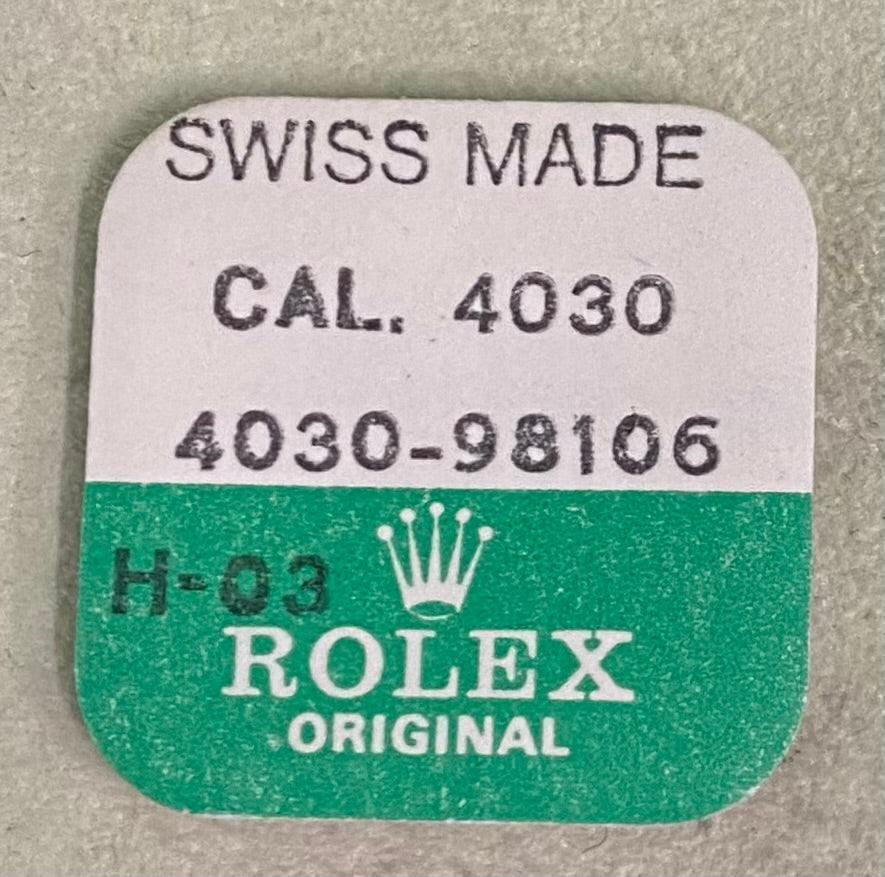 SWISS MADE
CAL. 4030
4030-98106
H-03
ROLEX
ORIGINAL